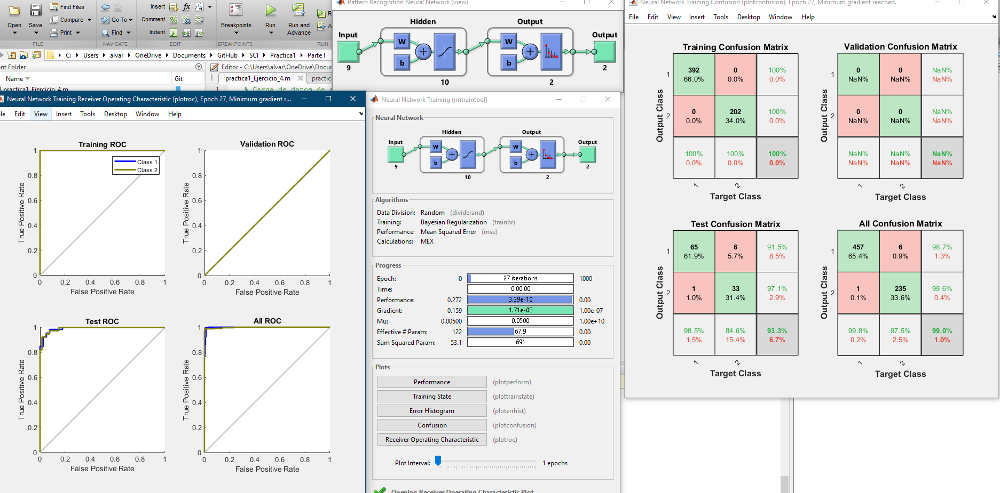 Open
Save
Find Files
Compare
Print
FILE
Go To
Find
NAVIGATE
Insert
fx
Comment
Indent
EDIT
Breakpoints
BREAKPOINTS
Run
Run and
Advance
RUN
C: Users alvar OneDrive Documents GitHub SCI Practica1 Parte I
nt Folder
Name
Git
practica1_Ejercicio_4.m
Editor - C:\Users\alvar\OneDrive\Docur
practica1_Ejercicio_4.m
practic
1 % Carga de datos de e
Pattern Recognition Neural Network (view)
Hidden
Output
Input
Output
W
b
W
b
9
10
2
2
Neural Network Training Receiver Operating Characteristic (plotroc), Epoch 27, Minimum gradient r...
ile Edit View Insert Tools Desktop Window Help
Training ROC
Class 1
Class 2
True Positive Rate
1
0.8
0.6
0.4
0.2
0
0 0.2 0.4 0.6 0.8 1
False Positive Rate
Validation ROC
True Positive Rate
1
0.8
0.6
0.4
0.2
0
0 0.2 0.4 0.6 0.8 1
False Positive Rate
Test ROC
True Positive Rate
1
0.8
0.6
0.4
0.2
0
0 0.2 0.4 0.6 0.8 1
False Positive Rate
All ROC
True Positive Rate
1
0.8
0.6
0.4
0.2
0
0 0.2 0.4 0.6 0.8 1
False Positive Rate
Neural Network Training (nntraintool)
Neural Network
Hidden
Output
Input
Output
W
b
W
b
9
10
2
2
Algorithms
Data Division: Random (dividerand)
Training: Bayesian Regularization (trainbr)
Performance: Mean Squared Error (mse)
Calculations: MEX
Progress
Epoch: 0 27 iterations 1000
Time: 0:00:00
Performance: 0.272 3.39e-10 0.00
Gradient: 0.159 1.71e-08 1.00e-07
Mu: 0.00500 0.0500 1.00e+10
Effective # Param: 122 67.9 0.00
Sum Squared Param: 53.1 691 0.00
Plots
Performance (plotperform)
Training State (plottrainstate)
Error Histogram (ploterrhist)
Confusion (plotconfusion)
Receiver Operating Characteristic (plotroc)
Plot Interval: 1 epochs
Opening Receiver Operating Characteristic Plot
Neural Network Training Confusion (plotconfusion), Epoch 27, Minimum gradient reached.
File Edit View Insert Tools Desktop Window Help
Training Confusion Matrix
Output Class
1
392 0 100%
66.0% 0.0% 0.0%
2
0 202 100%
0.0% 34.0% 0.0%
100% 100% 100%
0.0% 0.0% 0.0%
1 2
Target Class
Validation Confusion Matrix
Output Class
1
0 0 NaN%
NaN% NaN% NaN%
2
0 0 NaN%
NaN% NaN% NaN%
NaN% NaN% NaN%
NaN% NaN% NaN%
1 2
Target Class
Test Confusion Matrix
Output Class
1
65 6 91.5%
61.9% 5.7% 8.5%
2
1 33 97.1%
1.0% 31.4% 2.9%
98.5% 84.6% 93.3%
1.5% 15.4% 6.7%
1 2
Target Class
All Confusion Matrix
Output Class
1
457 6 98.7%
65.4% 0.9% 1.3%
2
1 235 99.6%
0.1% 33.6% 0.4%
99.8% 97.5% 99.0%
0.2% 2.5% 1.0%
1 2
Target Class